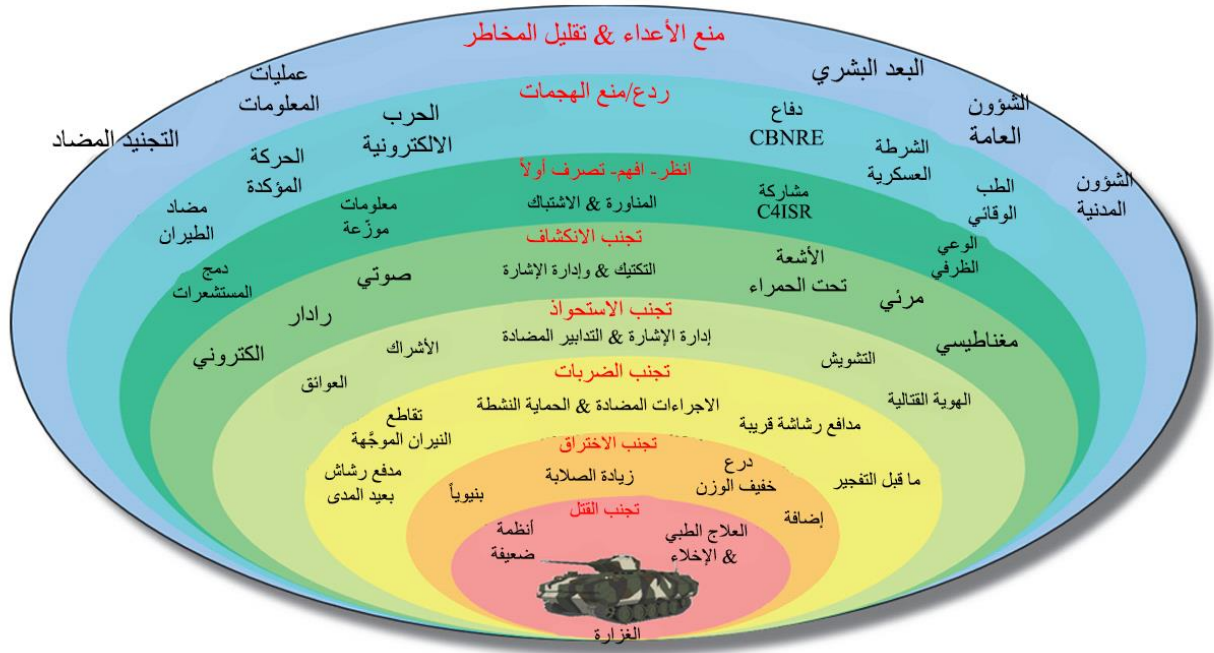 منع الأعداء & تقليل المخاطر
البعد البشري
عمليات
المعلومات
الشؤون
العامة
التجنيد المضاد
الشؤون
المدنية
ردع/منع الهجمات
دفاع
CBNRE
الحرب
الالكترونية
الشرطة
العسكرية
الحركة
المؤكدة
الطب
الوقائي
مضاد
الطيران
انظر- افهم- تصرف أولاً
المناورة & الاشتباك
مشاركة
C4ISR
معلومات
موزّعة
الوعي
الظرفي
دمج
المستشعرات
تجنب الانكشاف
التكتيك & وإدارة الإشارة
الأشعة
تحت الحمراء
صوتي
مرئي
رادار
مغناطيسي
الكتروني
تجنب الاستحواذ
إدارة الإشارة & التدابير المضادة
التشويش
الأشراك
الهوية القتالية
العوائق
تجنب الضربات
الاجراءات المضادة & الحماية النشطة
مدافع رشاشة قريبة
تقاطع
النيران الموجَّهة
ما قبل التفجير
مدفع رشاش
بعيد المدى
تجنب الاختراق
زيادة الصلابة
درع
خفيف الوزن
بنيوياً
إضافة
تجنب القتل
العلاج الطبي
& الإخلاء
أنظمة
ضعيفة
الغزارة